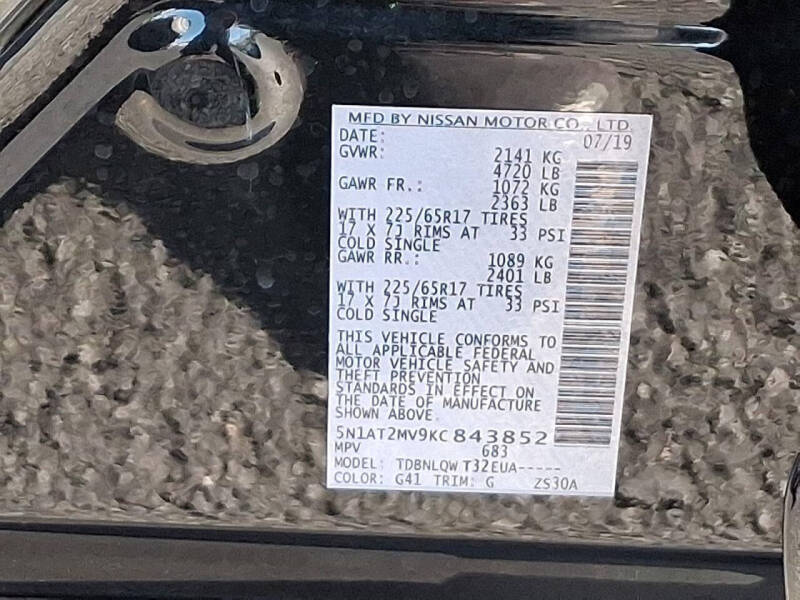 MFD BY NISSAN MOTOR CO., LTD.
DATE: 07/19
GVWR: 2141 KG
4720 LB
GAWR FR.: 1072 KG
2363 LB
WITH 225/65R17 TIRES
17 X 7J RIMS AT 33 PSI
COLD SINGLE
GAWR RR.: 1089 KG
2401 LB
WITH 225/65R17 TIRES
17 X 7J RIMS AT 33 PSI
COLD SINGLE
THIS VEHICLE CONFORMS TO
ALL APPLICABLE FEDERAL
MOTOR VEHICLE SAFETY AND
THEFT PREVENTION
STANDARDS IN EFFECT ON
THE DATE OF MANUFACTURE
SHOWN ABOVE.
5N1AT2MV9KC843852
MPV 683
MODEL: TDBNLQW T32EUA-----
COLOR: G41 TRIM: G ZS30A